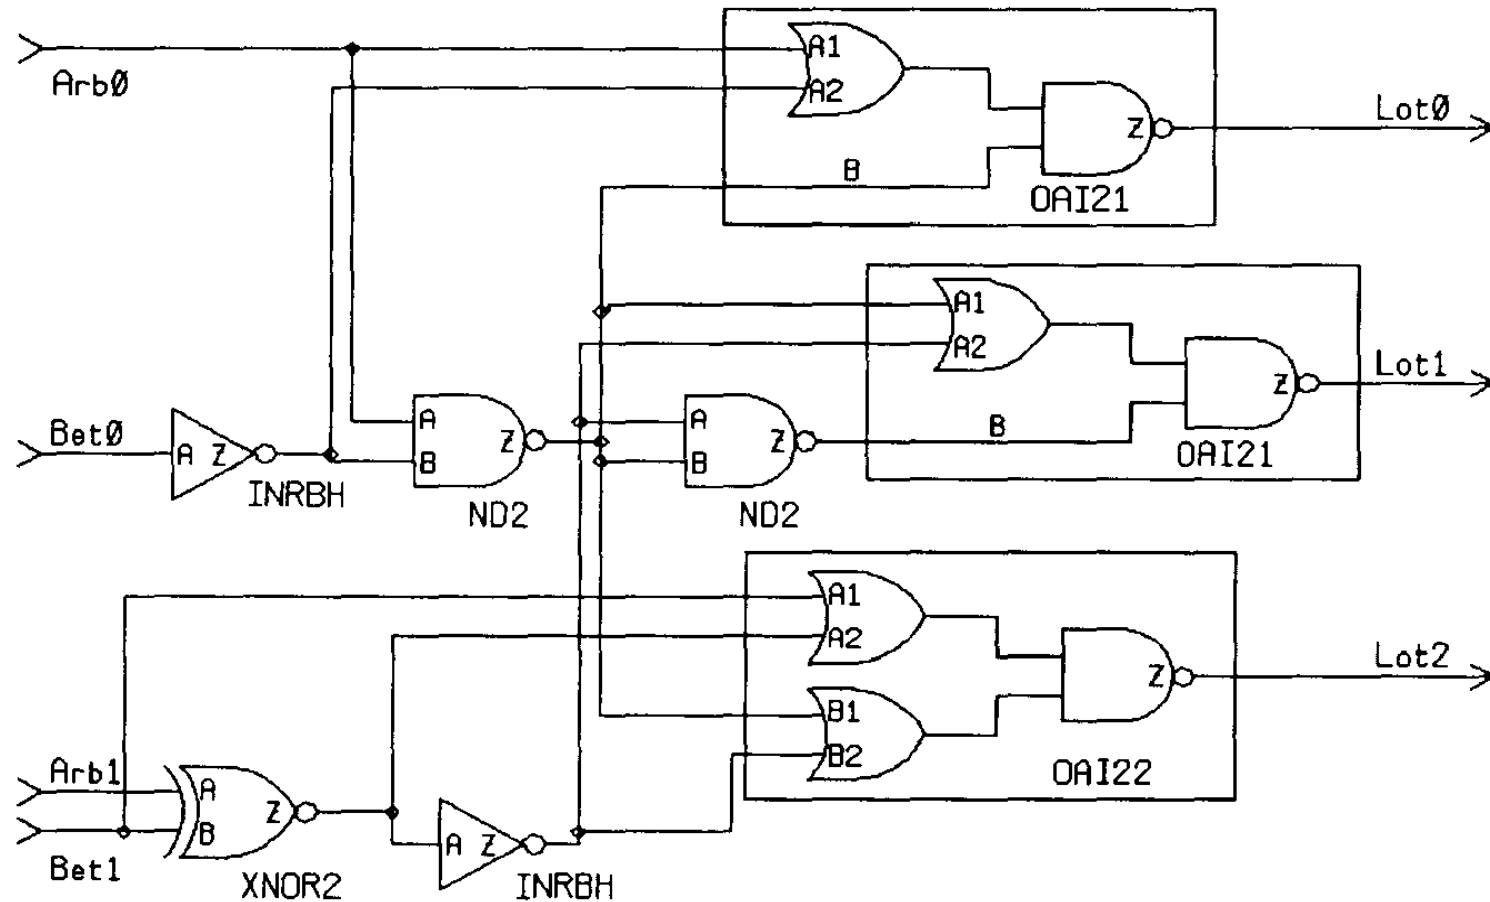 Arb0
A1
A2
B
Z
OAI21
Lot0
A1
A2
B
Z
OAI21
Lot1
Bet0
A Z
INRBH
A
B
Z
ND2
A
B
Z
ND2
A1
A2
B1
B2
Z
OAI22
Lot2
Arb1
Bet1
A
B
Z
XNOR2
A Z
INRBH